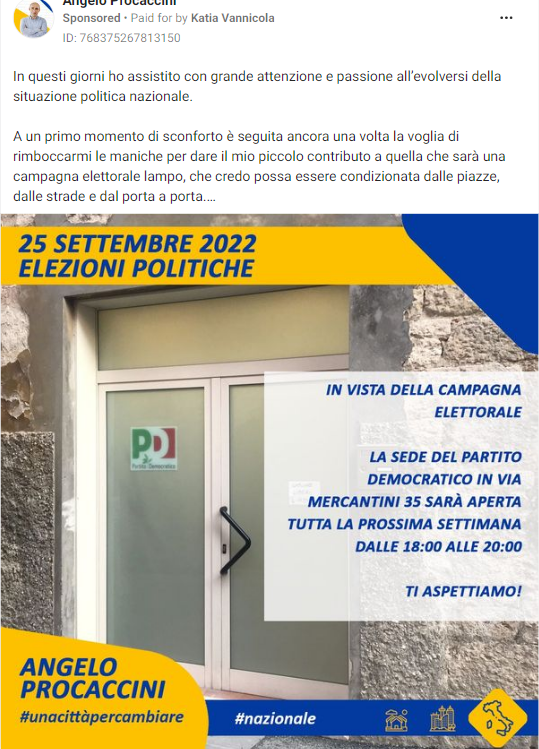 Angelo Procaccini
Sponsored • Paid for by Katia Vannicola
ID: 768375267813150
In questi giorni ho assistito con grande attenzione e passione all'evolversi della
situazione politica nazionale.
A un primo momento di sconforto è seguita ancora una volta la voglia di
rimboccarmi le maniche per dare il mio piccolo contributo a quella che sarà una
campagna elettorale lampo, che credo possa essere condizionata dalle piazze,
dalle strade e dal porta a porta....
25 SETTEMBRE 2022
ELEZIONI POLITICHE
PD
Partito Democratico
IN VISTA DELLA CAMPAGNA
ELETTORALE
LA SEDE DEL PARTITO
DEMOCRATICO IN VIA
MERCANTINI 35 SARÀ APERTA
TUTTA LA PROSSIMA SETTIMANA
DALLE 18:00 ALLE 20:00
TI ASPETTIAMO!
ANGELO
PROCACCINI
#unacittàpercambiare
#nazionale